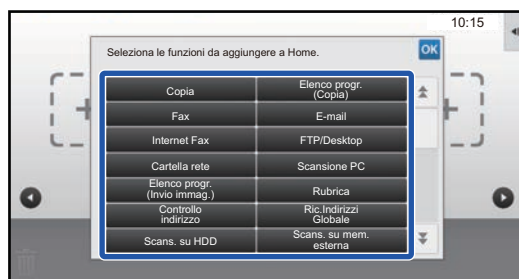 10:15
Seleziona le funzioni da aggiungere a Home.
OK
Copia
Elenco progr.
(Copia)
Fax
E-mail
Internet Fax
FTP/Desktop
Cartella rete
Scansione PC
Elenco progr.
(Invio immag.)
Rubrica
Controllo
indirizzo
Ric.Indirizzi
Globale
Scans. su HDD
Scans. su mem.
esterna